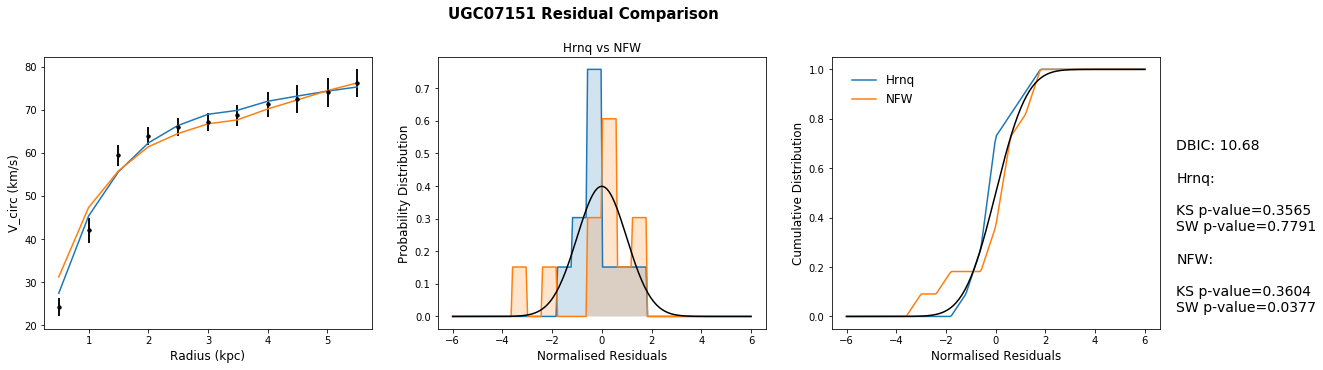 UGC07151 Residual Comparison
V_circ (km/s)
80
70
60
50
40
30
20
1
2
3
4
5
Radius (kpc)
Hrnq vs NFW
Probability Distribution
0.7
0.6
0.5
0.4
0.3
0.2
0.1
0.0
−6
−4
−2
0
2
4
6
Normalised Residuals
Cumulative Distribution
1.0
0.8
0.6
0.4
0.2
0.0
Hrnq
NFW
−6
−4
−2
0
2
4
6
Normalised Residuals
DBIC: 10.68
Hrnq:
KS p-value=0.3565
SW p-value=0.7791
NFW:
KS p-value=0.3604
SW p-value=0.0377